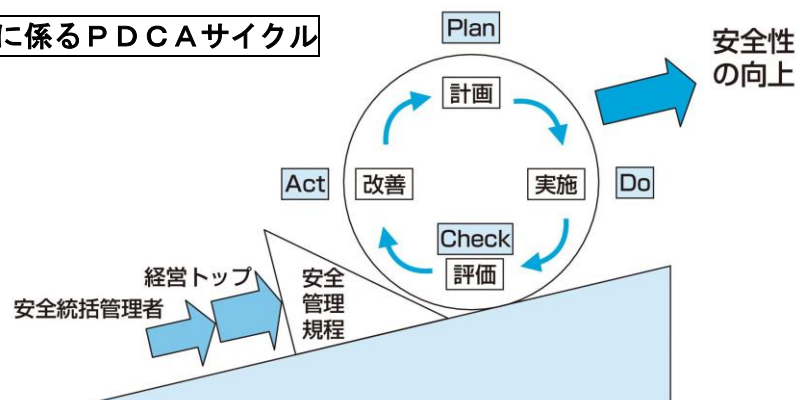 に係るＰＤＣＡサイクル
Plan
安全性
の向上
計画
Act
改善
実施
Do
Check
評価
経営トップ
安全統括管理者
安全
管理
規程